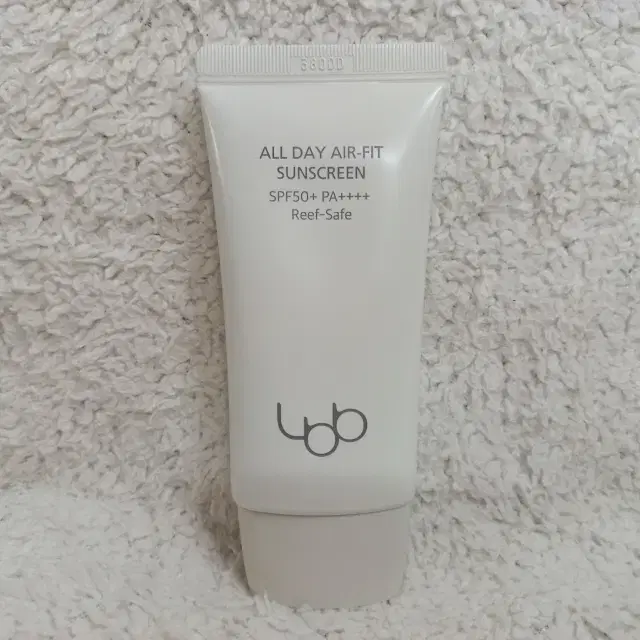 ALL DAY AIR-FIT
SUNSCREEN
SPF50+ PA++++
Reef-Safe